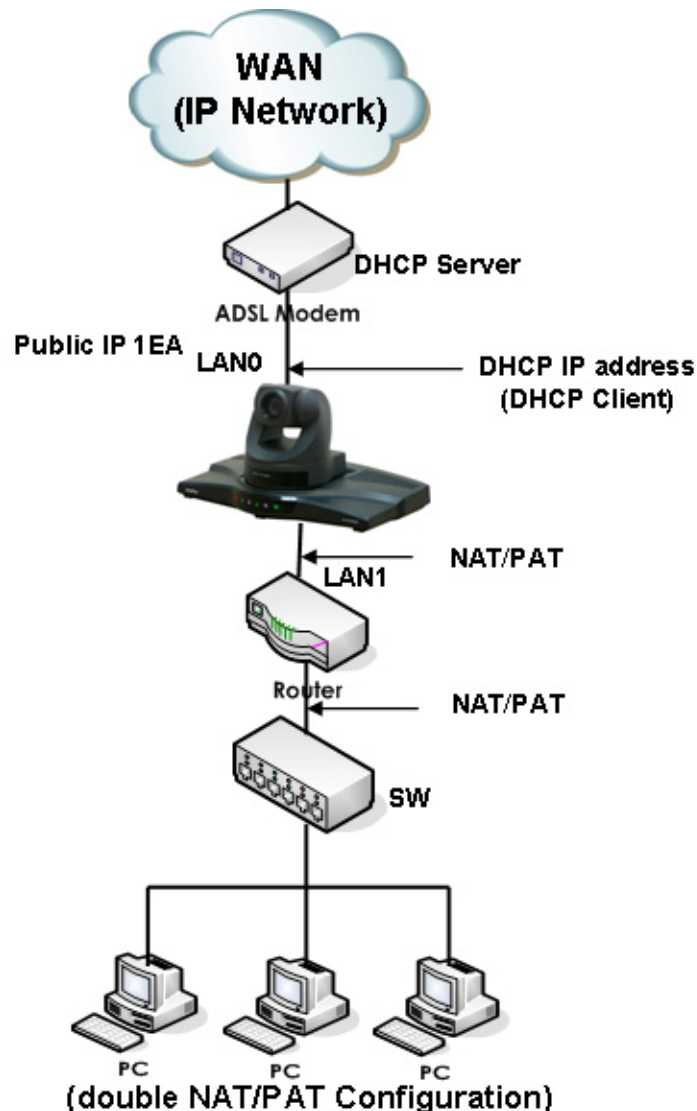 WAN
(IP Network)
DHCP Server
ADSL Modem
Public IP 1EA
LAN0
DHCP IP address
(DHCP Client)
NAT/PAT
LAN1
Router
NAT/PAT
SW
PC
PC
PC
(double NAT/PAT Configuration)